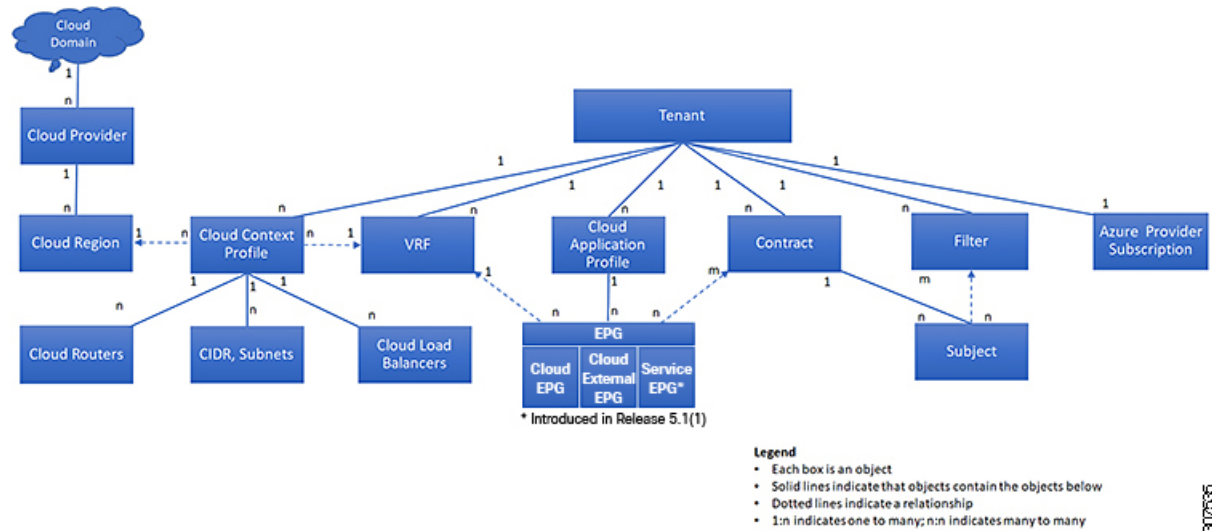 Cloud
Domain
1
n
Cloud Provider
1
n
Cloud Region
Tenant
1
1
1
1
1
1
1
n
n
n
n
n
1
Cloud Context
Profile
VRF
Cloud
Application
Profile
Contract
Filter
Azure Provider
Subscription
1
n
n
1
1
1
1
1
1
m
1
m
n
n
n
n
n
n
n
n
Cloud Routers
CIDR, Subnets
Cloud Load
Balancers
EPG
Cloud
EPG
Cloud
External
EPG
Service
EPG*
Subject
* Introduced in Release 5.1(1)
Legend
• Each box is an object
• Solid lines indicate that objects contain the objects below
• Dotted lines indicate a relationship
• 1:n indicates one to many; n:n indicates many to many